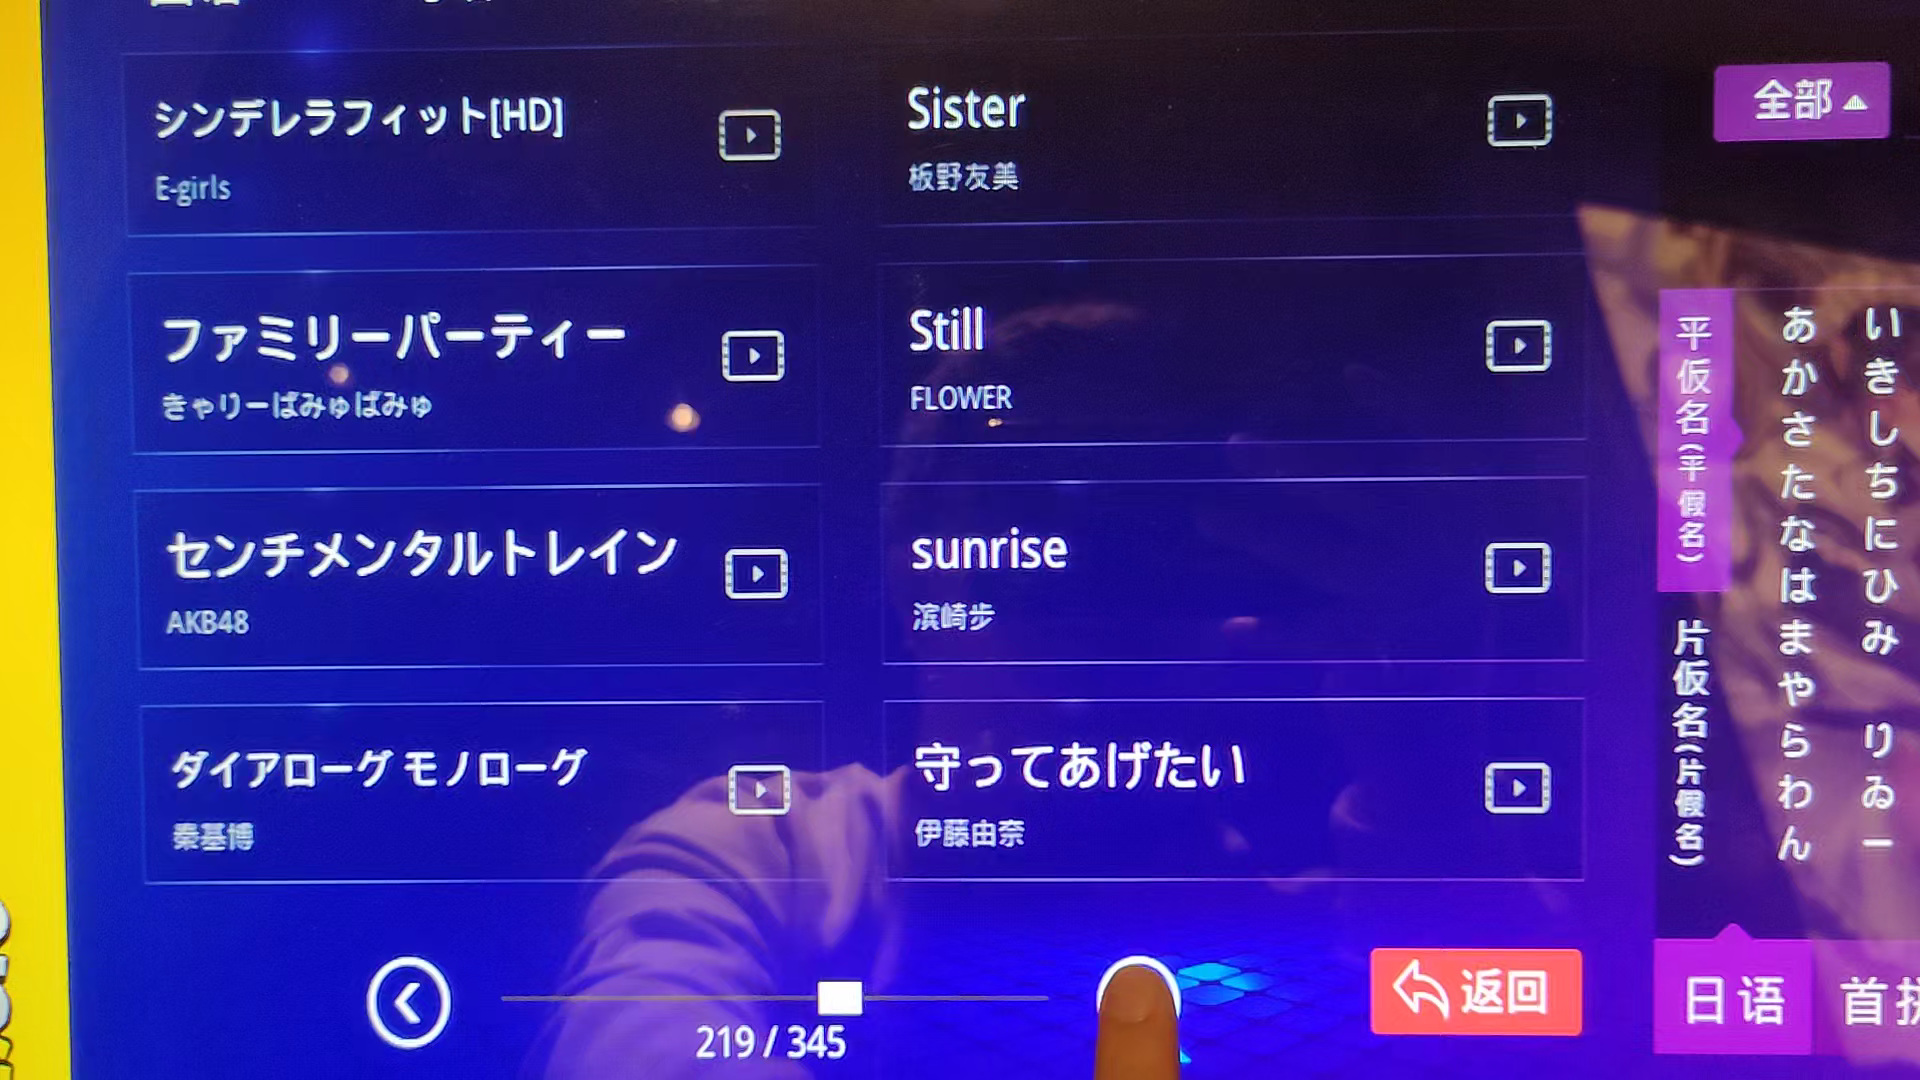 シンデレラフィット[HD]
E-girls
Sister
板野友美
ファミリーパーティー
きゃりーぱみゅぱみゅ
Still
FLOWER
センチメンタルトレイン
AKB48
sunrise
滨崎步
ダイアローグ モノローグ
秦基博
守ってあげたい
伊藤由奈
219 / 345
返回
全部
平仮名(平假名)
片仮名(片假名)
あかさたなはまやらわん
いきしちにひみ りゐー
日语
首拼